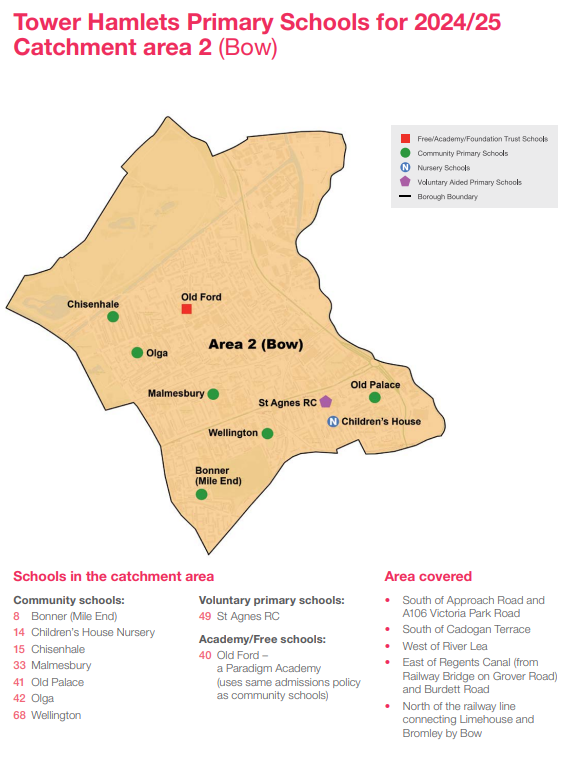 Tower Hamlets Primary Schools for 2024/25
Catchment area 2 (Bow)
Free/Academy/Foundation Trust Schools
Community Primary Schools
N Nursery Schools
Voluntary Aided Primary Schools
Borough Boundary
Chisenhale
Old Ford
Area 2 (Bow)
Olga
Malmesbury
Old Palace
St Agnes RC
N Children's House
Wellington
Bonner
(Mile End)
Schools in the catchment area
Community schools:
8 Bonner (Mile End)
14 Children's House Nursery
15 Chisenhale
33 Malmesbury
41 Old Palace
42 Olga
68 Wellington
Voluntary primary schools:
49 St Agnes RC
Academy/Free schools:
40 Old Ford –
a Paradigm Academy
(uses same admissions policy
as community schools)
Area covered
• South of Approach Road and
A106 Victoria Park Road
• South of Cadogan Terrace
• West of River Lea
• East of Regents Canal (from
Railway Bridge on Grover Road)
and Burdett Road
• North of the railway line
connecting Limehouse and
Bromley by Bow